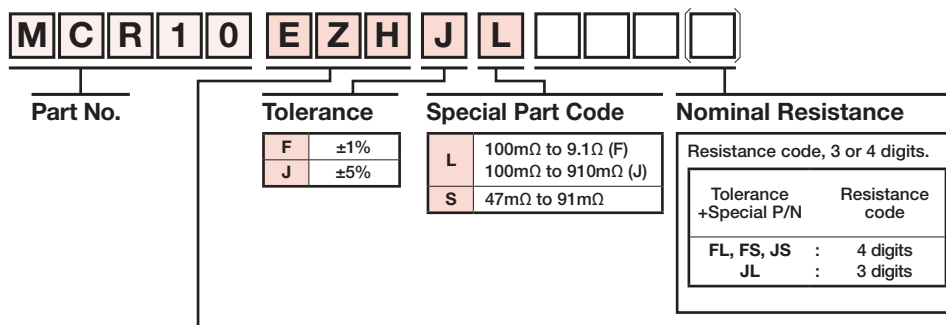 MCR10 EZH J L
Part No.
Tolerance
F ±1%
J ±5%
Special Part Code
L 100mΩ to 9.1Ω (F)
100mΩ to 910mΩ (J)
S 47mΩ to 91mΩ
Nominal Resistance
Resistance code, 3 or 4 digits.
Tolerance +Special P/N Resistance code
FL, FS, JS : 4 digits
JL : 3 digits